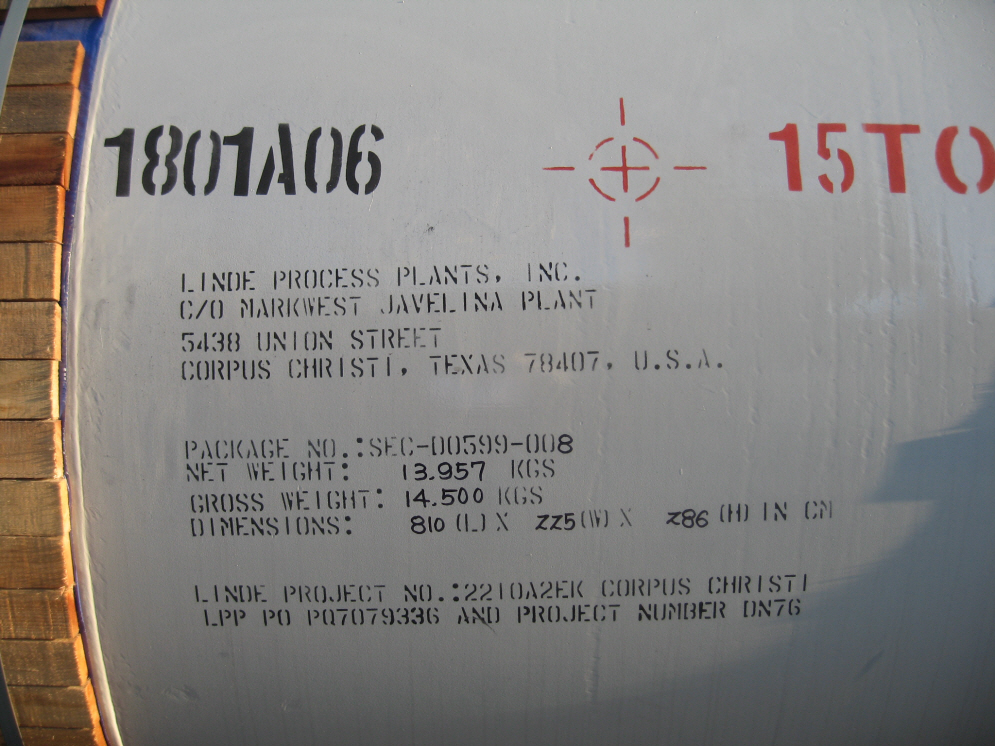 1801A06
15TO
LINDE PROCESS PLANTS, INC.
C/O MARKWEST JAVELINA PLANT
5438 UNION STREET
CORPUS CHRISTI, TEXAS 78407, U.S.A.
PACKAGE NO.:SEC-00599-008
NET WEIGHT: 13.957 KGS
GROSS WEIGHT: 14.500 KGS
DIMENSIONS: 810 (L) X 225 (W) X 286 (H) IN CM
LINDE PROJECT NO.:2210A2EK CORPUS CHRISTI
LPP PO PQ7079336 AND PROJECT NUMBER DN76